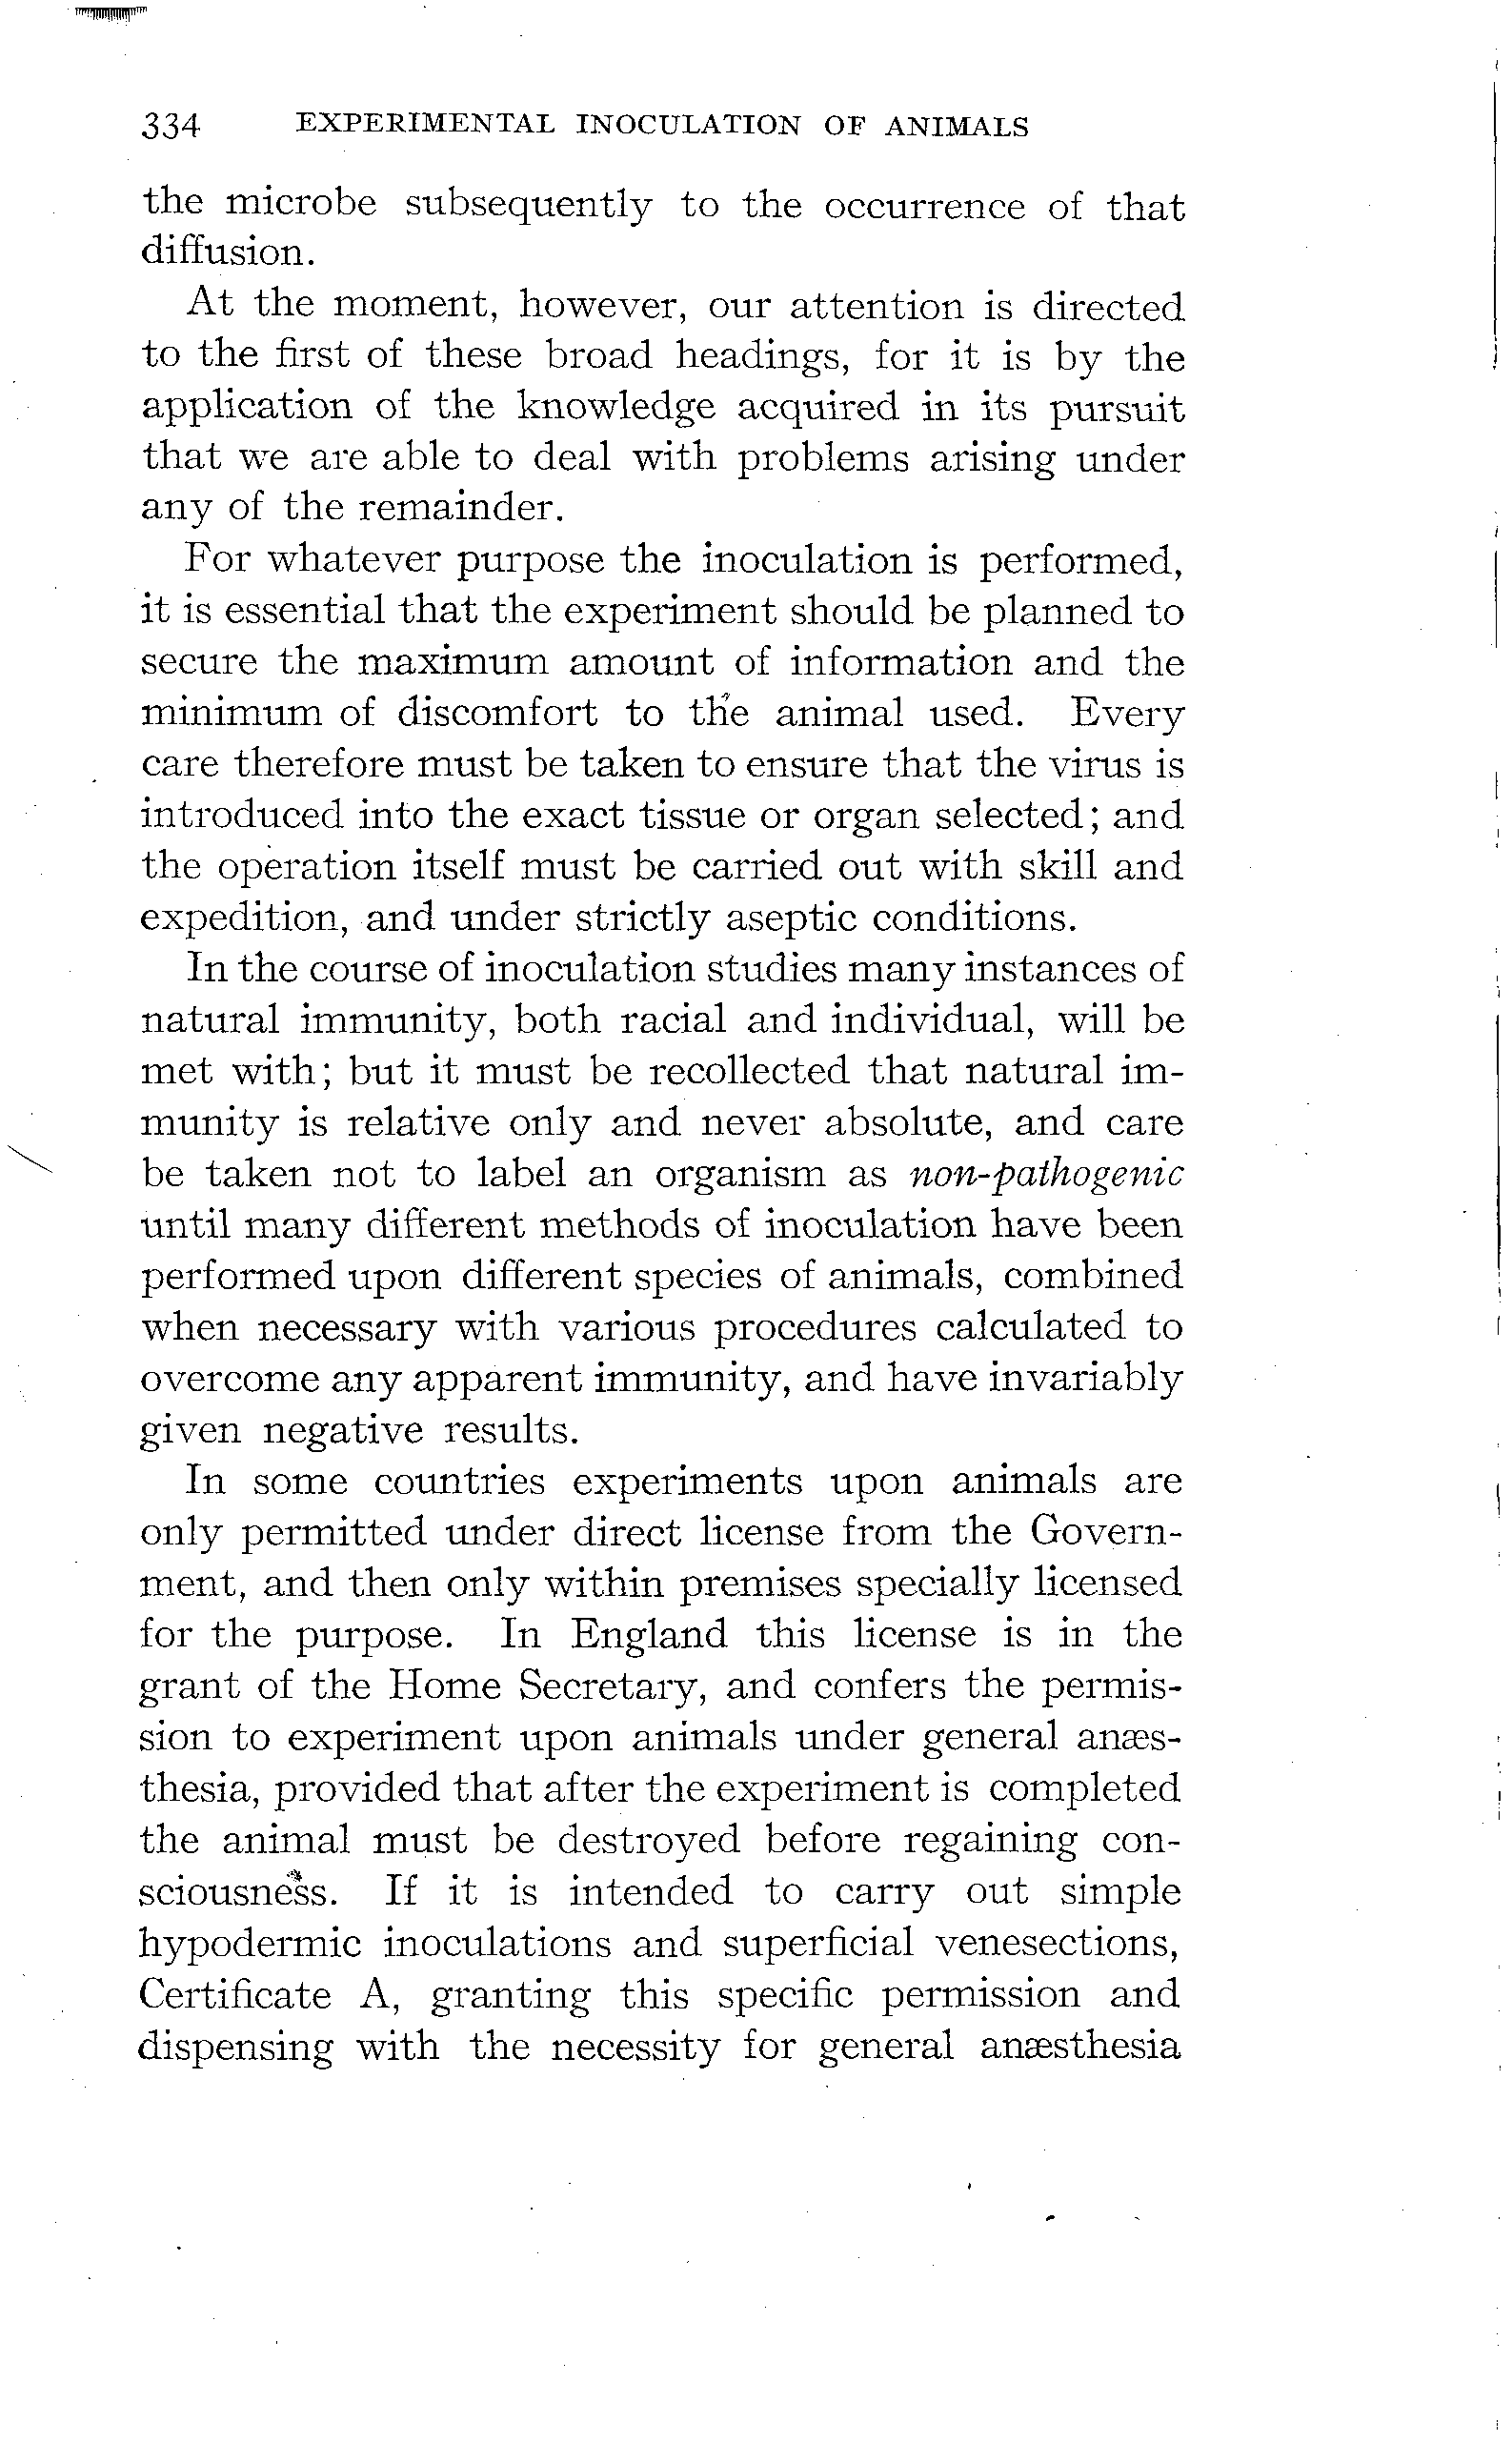 334 EXPERIMENTAL INOCULATION OF ANIMALS
the microbe subsequently to the occurrence of that
diffusion.
At the moment, however, our attention is directed
to the first of these broad headings, for it is by the
application of the knowledge acquired in its pursuit
that we are able to deal with problems arising under
any of the remainder.
For whatever purpose the inoculation is performed,
it is essential that the experiment should be planned to
secure the maximum amount of information and the
minimum of discomfort to the animal used. Every
care therefore must be taken to ensure that the virus is
introduced into the exact tissue or organ selected; and
the operation itself must be carried out with skill and
expedition, and under strictly aseptic conditions.
In the course of inoculation studies many instances of
natural immunity, both racial and individual, will be
met with; but it must be recollected that natural im-
munity is relative only and never absolute, and care
be taken not to label an organism as non-pathogenic
until many different methods of inoculation have been
performed upon different species of animals, combined
when necessary with various procedures calculated to
overcome any apparent immunity, and have invariably
given negative results.
In some countries experiments upon animals are
only permitted under direct license from the Govern-
ment, and then only within premises specially licensed
for the purpose. In England this license is in the
grant of the Home Secretary, and confers the permis-
sion to experiment upon animals under general anæs-
thesia, provided that after the experiment is completed
the animal must be destroyed before regaining con-
sciousness. If it is intended to carry out simple
hypodermic inoculations and superficial venesections,
Certificate A, granting this specific permission and
dispensing with the necessity for general anæsthesia